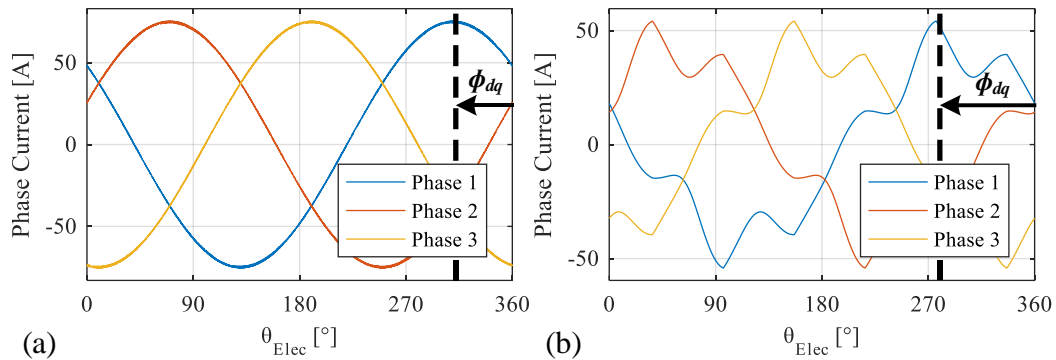 Phase Current [A]
50
0
-50
ϕdq
Phase 1
Phase 2
Phase 3
0 90 180 270 360
θElec [°]
(a)
Phase Current [A]
50
0
-50
ϕdq
Phase 1
Phase 2
Phase 3
0 90 180 270 360
θElec [°]
(b)